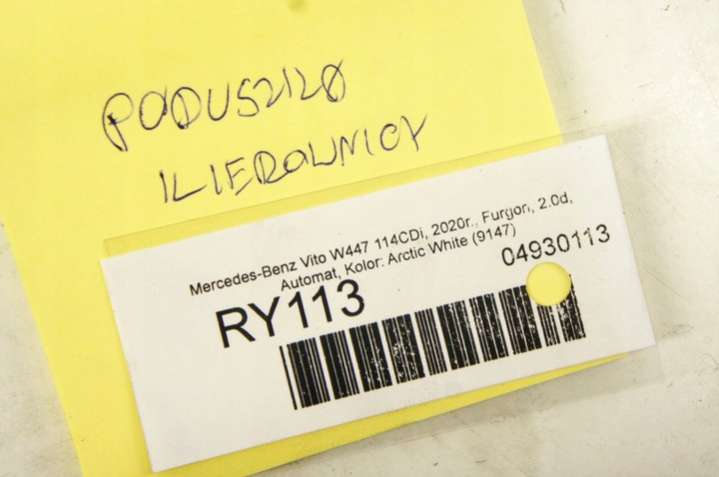 PODUSZKA
KIEROWNICY
Mercedes-Benz Vito W447 114CDi, 2020r., Furgon, 2.0d,
Automat, Kolor: Arctic White (9147)
RY113
04930113